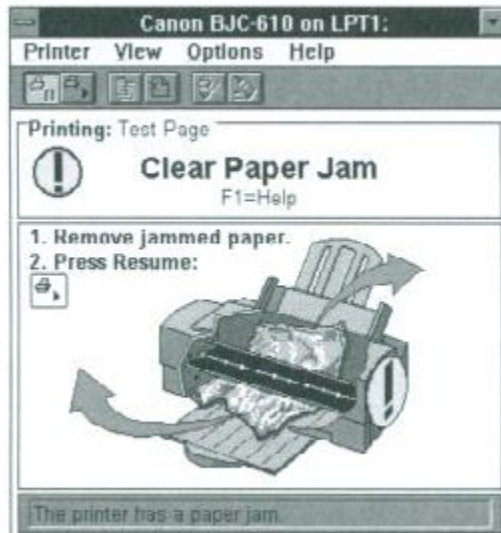 Canon BJC-610 on LPT1:
Printer View Options Help
Printing: Test Page
Clear Paper Jam
F1=Help
1. Remove jammed paper.
2. Press Resume:
The printer has a paper jam.